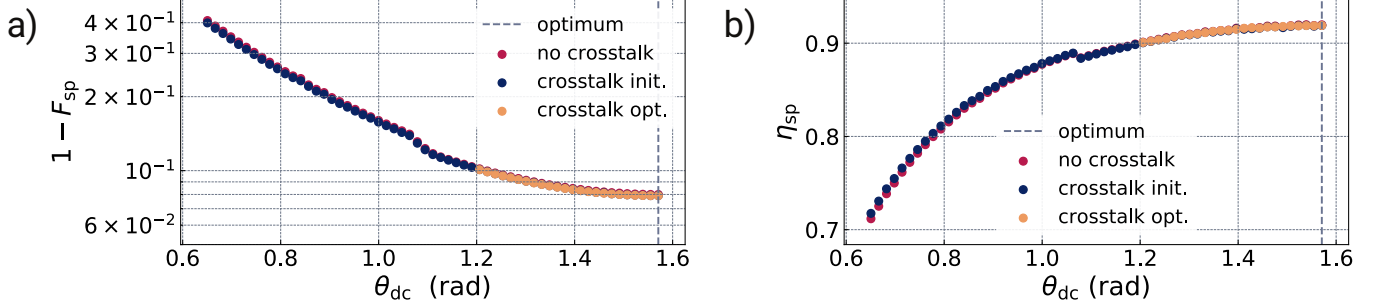 a)
1 − F_sp
4 × 10⁻¹
3 × 10⁻¹
2 × 10⁻¹
10⁻¹
6 × 10⁻²
optimum
no crosstalk
crosstalk init.
crosstalk opt.
0.6 0.8 1.0 1.2 1.4 1.6
θ_dc (rad)
b)
η_sp
0.9
0.8
0.7
optimum
no crosstalk
crosstalk init.
crosstalk opt.
0.6 0.8 1.0 1.2 1.4 1.6
θ_dc (rad)